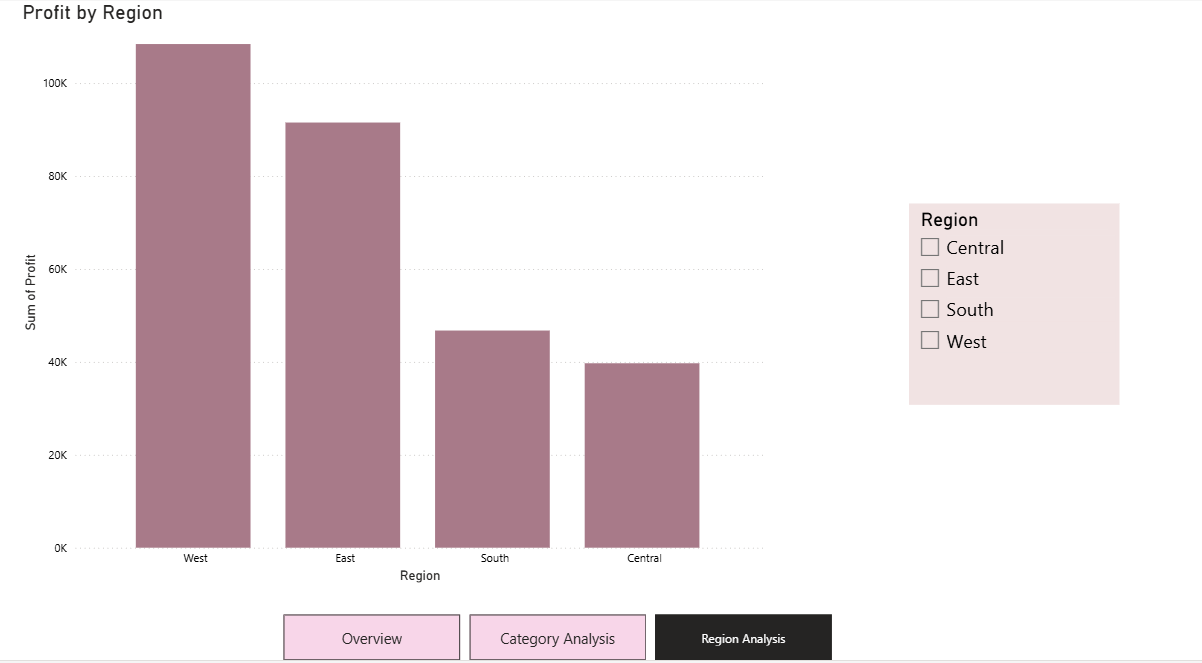 Profit by Region
Sum of Profit
100K
80K
60K
40K
20K
0K
West East South Central
Region
Region
Central
East
South
West
Overview Category Analysis Region Analysis